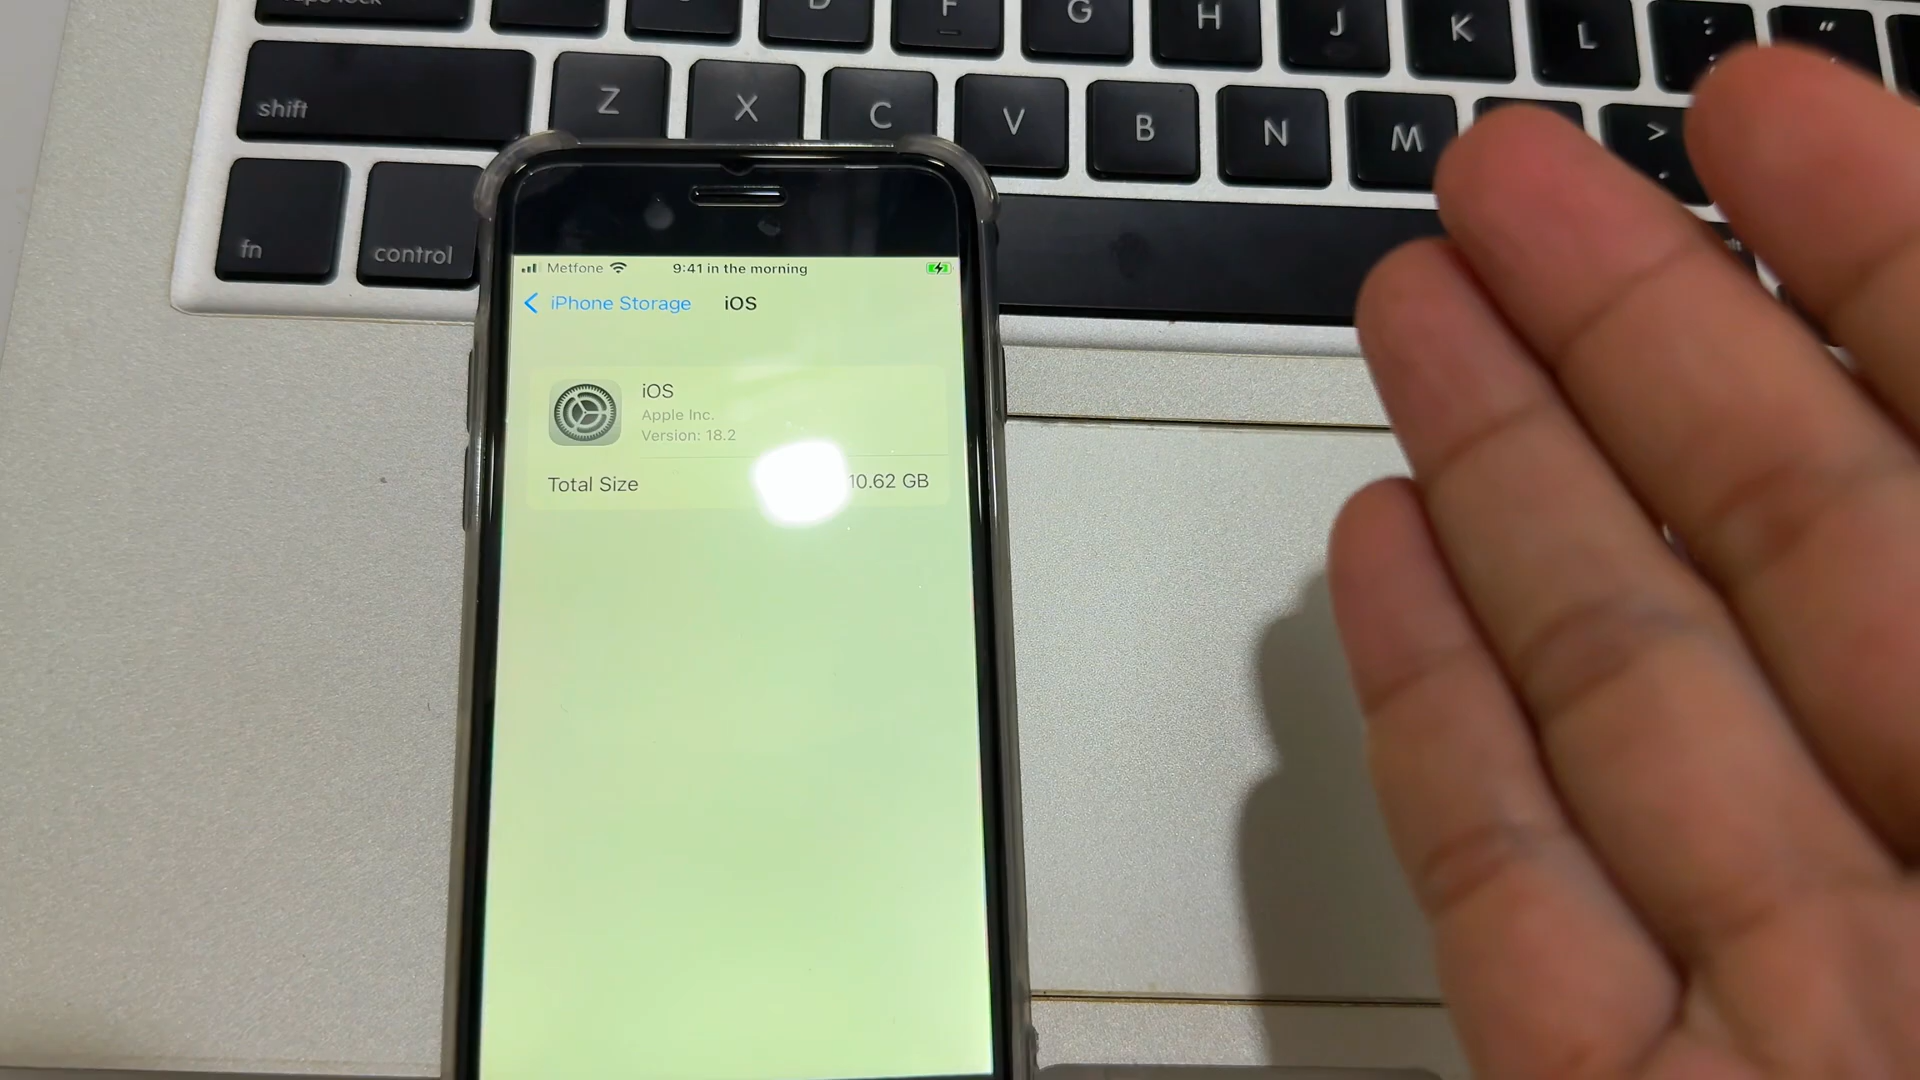 D F G H J K L : "
shift Z X C V B N M >
fn control
Metfone 9:41 in the morning
iPhone Storage iOS
iOS
Apple Inc.
Version: 18.2
Total Size 10.62 GB